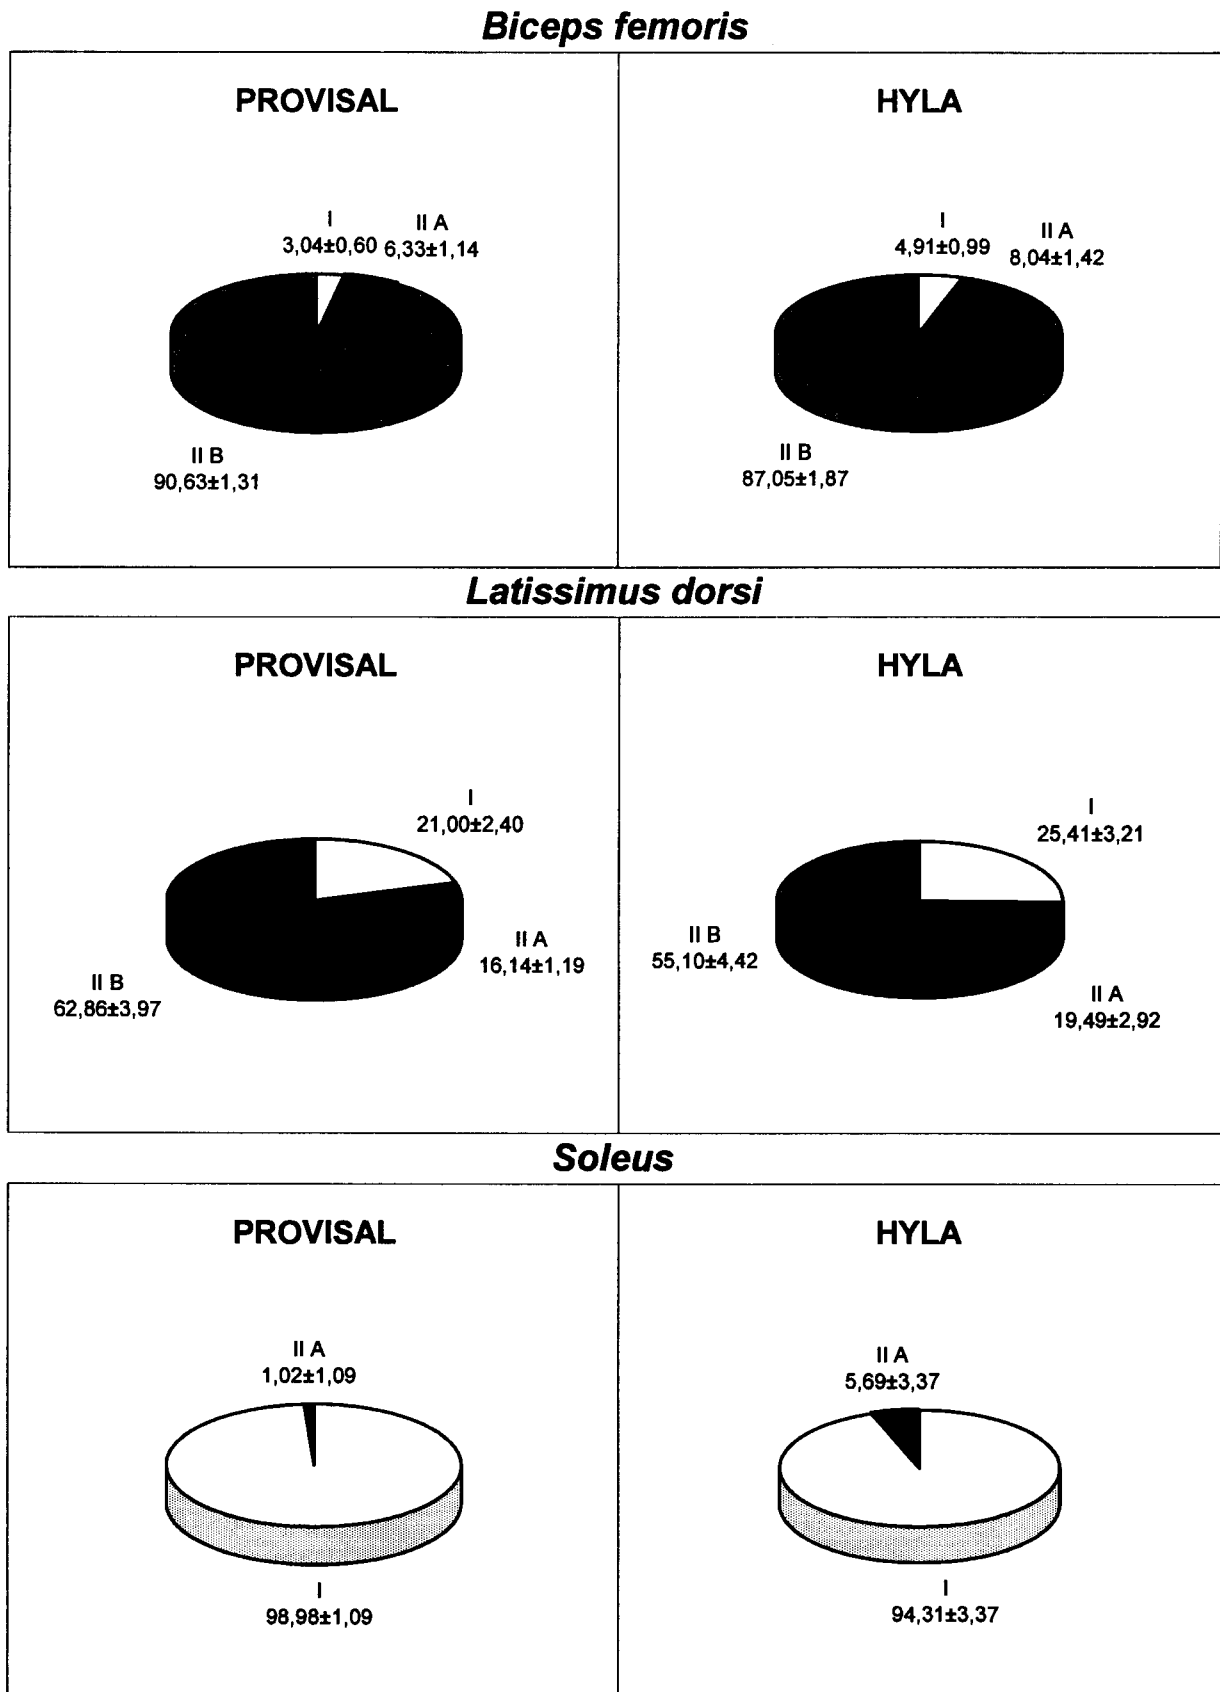 Biceps femoris
PROVISAL
HYLA
I
3,04±0,60
II A
6,33±1,14
II B
90,63±1,31
I
4,91±0,99
II A
8,04±1,42
II B
87,05±1,87
Latissimus dorsi
PROVISAL
HYLA
I
21,00±2,40
II A
16,14±1,19
II B
62,86±3,97
I
25,41±3,21
II B
55,10±4,42
II A
19,49±2,92
Soleus
PROVISAL
HYLA
II A
1,02±1,09
I
98,98±1,09
II A
5,69±3,37
I
94,31±3,37